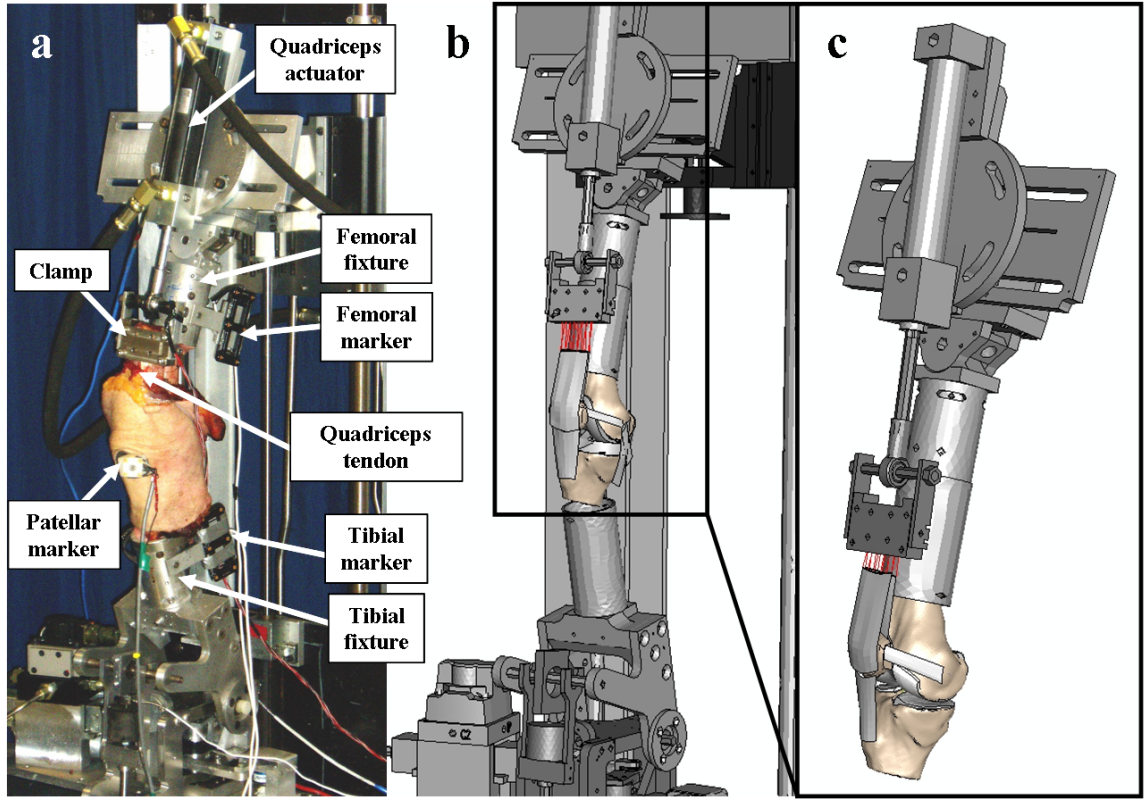 a
b
c
Quadriceps
actuator
Femoral
fixture
Clamp
Femoral
marker
Quadriceps
tendon
Patellar
marker
Tibial
marker
Tibial
fixture